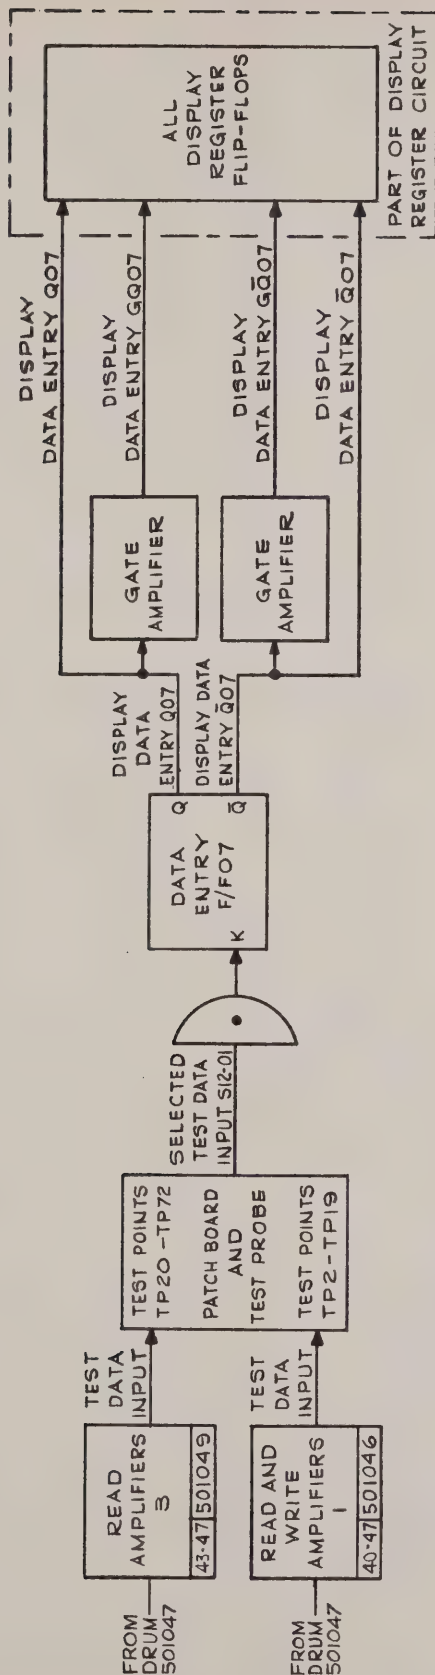 FROM
DRUM
501047
READ
AMPLIFIERS
3
43-47 501049
TEST
DATA
INPUT
FROM
DRUM
501047
READ AND
WRITE
AMPLIFIERS
1
40-47 501046
TEST
DATA
INPUT
TEST POINTS
TP20-TP72
PATCH BOARD
AND
TEST PROBE
TEST POINTS
TP2-TP19
SELECTED
TEST DATA
INPUT S12-01
K
DATA
ENTRY
F/F07
Q
Q̄
DISPLAY
DATA
ENTRY Q07
DISPLAY DATA
ENTRY Q̄07
GATE
AMPLIFIER
GATE
AMPLIFIER
DISPLAY
DATA ENTRY Q07
DISPLAY
DATA ENTRY GQ07
DISPLAY
DATA ENTRY GQ̄07
DISPLAY
DATA ENTRY Q̄07
ALL
DISPLAY
REGISTER
FLIP-FLOPS
PART OF DISPLAY
REGISTER CIRCUIT